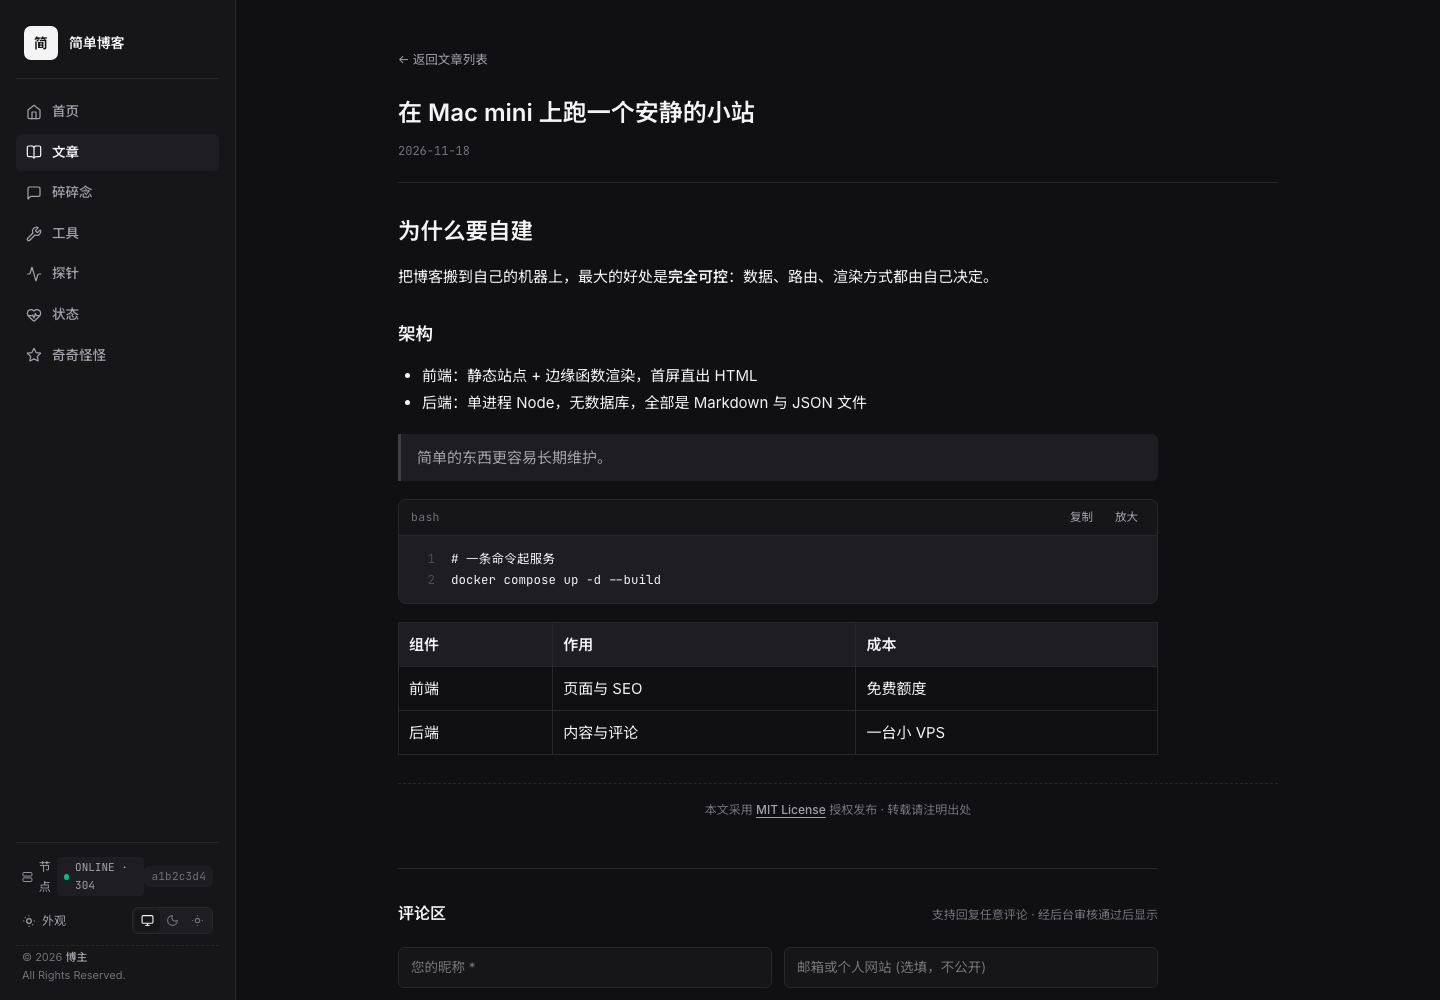 简 简单博客
首页
文章
碎碎念
工具
探针
状态
奇奇怪怪
节点
ONLINE · 304
a1b2c3d4
外观
© 2026 博主
All Rights Reserved.
← 返回文章列表
在 Mac mini 上跑一个安静的小站
2026-11-18
为什么要自建
把博客搬到自己的机器上，最大的好处是完全可控：数据、路由、渲染方式都由自己决定。
架构
• 前端：静态站点 + 边缘函数渲染，首屏直出 HTML
• 后端：单进程 Node，无数据库，全部是 Markdown 与 JSON 文件
简单的东西更容易长期维护。
bash 复制 放大
1 # 一条命令起服务
2 docker compose up -d --build
组件 作用 成本
前端 页面与 SEO 免费额度
后端 内容与评论 一台小 VPS
本文采用 MIT License 授权发布 · 转载请注明出处
评论区 支持回复任意评论 · 经后台审核通过后显示
您的昵称 * 邮箱或个人网站 (选填，不公开)